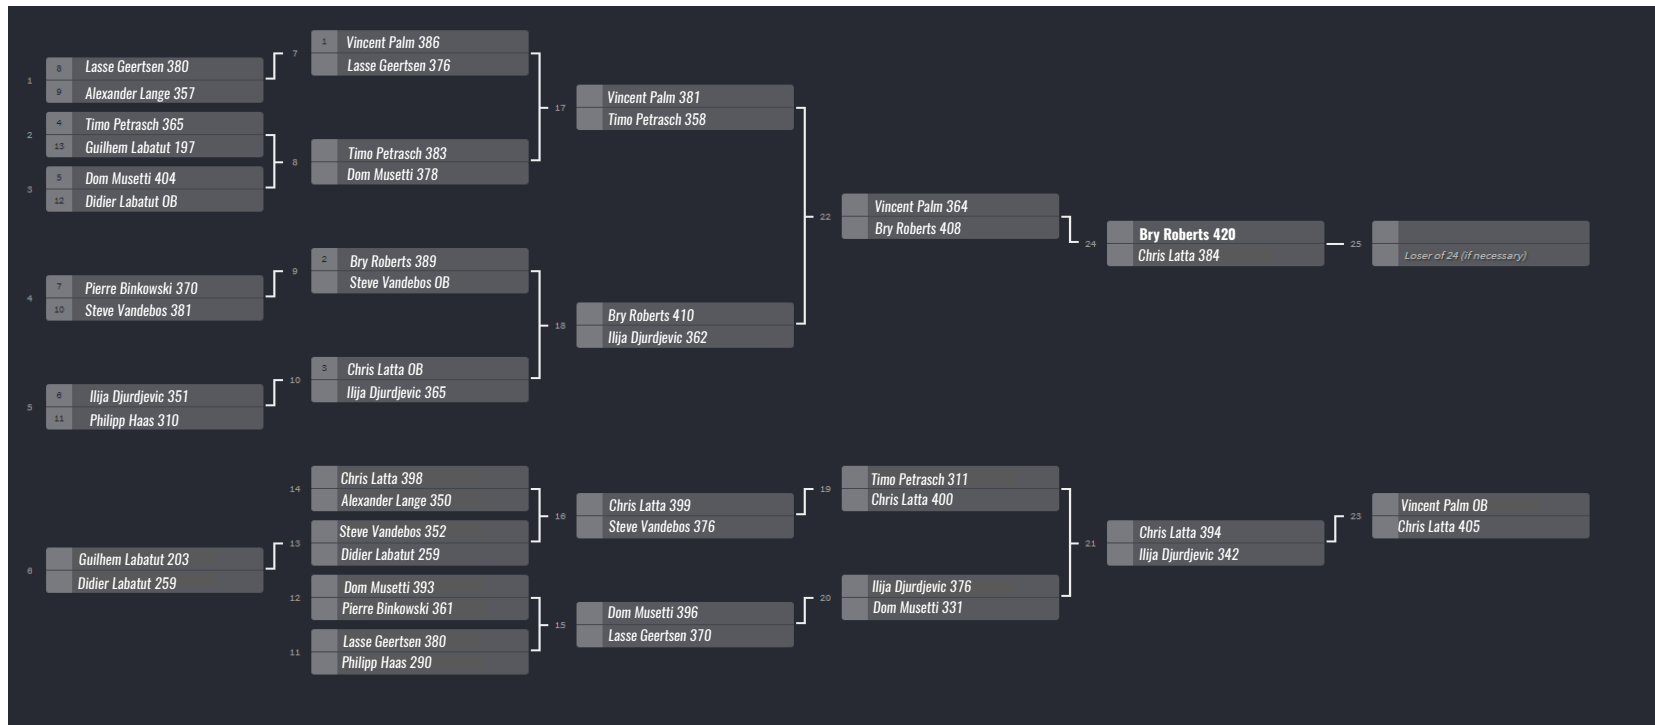 1
8 Lasse Geertsen 380
9 Alexander Lange 357
2
4 Timo Petrasch 365
13 Guilhem Labatut 197
3
5 Dom Musetti 404
12 Didier Labatut OB
4
7 Pierre Binkowski 370
10 Steve Vandebos 381
5
6 Ilija Djurdjevic 351
11 Philipp Haas 310
7
1 Vincent Palm 386
Lasse Geertsen 376
8
Timo Petrasch 383
Dom Musetti 378
9
2 Bry Roberts 389
Steve Vandebos OB
10
3 Chris Latta OB
Ilija Djurdjevic 365
17
Vincent Palm 381
Timo Petrasch 358
18
Bry Roberts 410
Ilija Djurdjevic 362
22
Vincent Palm 364
Bry Roberts 408
24
Bry Roberts 420
Chris Latta 384
25
Loser of 24 (if necessary)
6
Guilhem Labatut 203
Didier Labatut 259
14
Chris Latta 398
Alexander Lange 350
13
Steve Vandebos 352
Didier Labatut 259
12
Dom Musetti 393
Pierre Binkowski 361
11
Lasse Geertsen 380
Philipp Haas 290
16
Chris Latta 399
Steve Vandebos 376
15
Dom Musetti 396
Lasse Geertsen 370
19
Timo Petrasch 311
Chris Latta 400
20
Ilija Djurdjevic 376
Dom Musetti 331
21
Chris Latta 394
Ilija Djurdjevic 342
23
Vincent Palm OB
Chris Latta 405